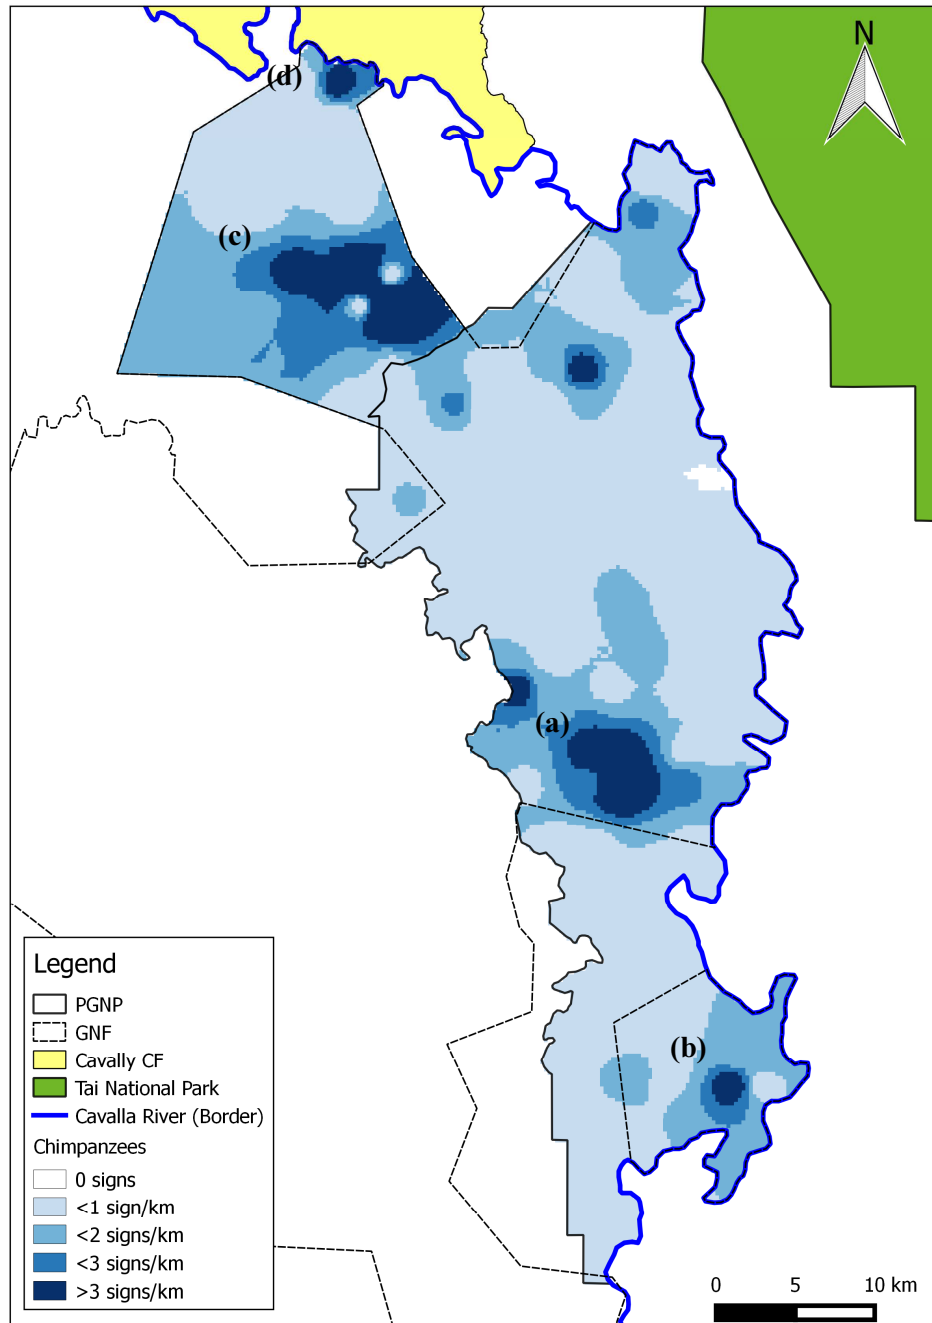 (d)
N
(c)
(a)
(b)
Legend
PGNP
GNF
Cavally CF
Tai National Park
Cavalla River (Border)
Chimpanzees
0 signs
<1 sign/km
<2 signs/km
<3 signs/km
>3 signs/km
0 5 10 km